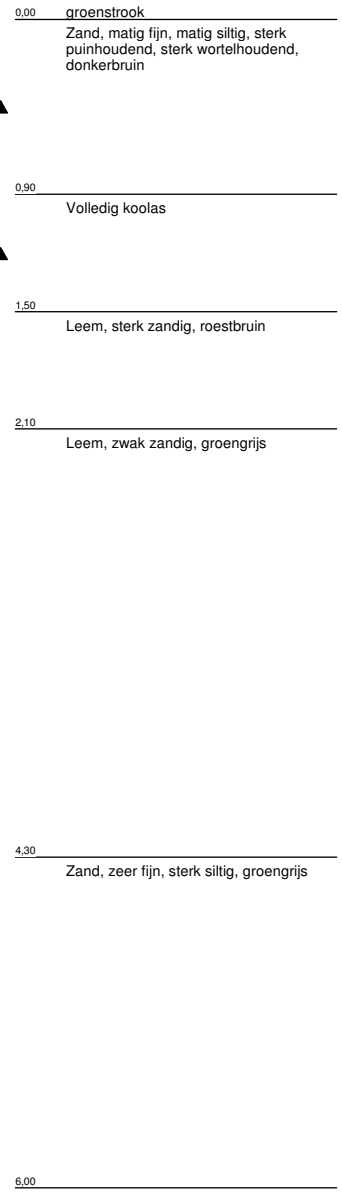 0,00 groenstrook
Zand, matig fijn, matig siltig, sterk
puinhoudend, sterk wortelhoudend,
donkerbruin
0,90
Volledig koolas
1,50
Leem, sterk zandig, roestbruin
2,10
Leem, zwak zandig, groengrijs
4,30
Zand, zeer fijn, sterk siltig, groengrijs
6,00